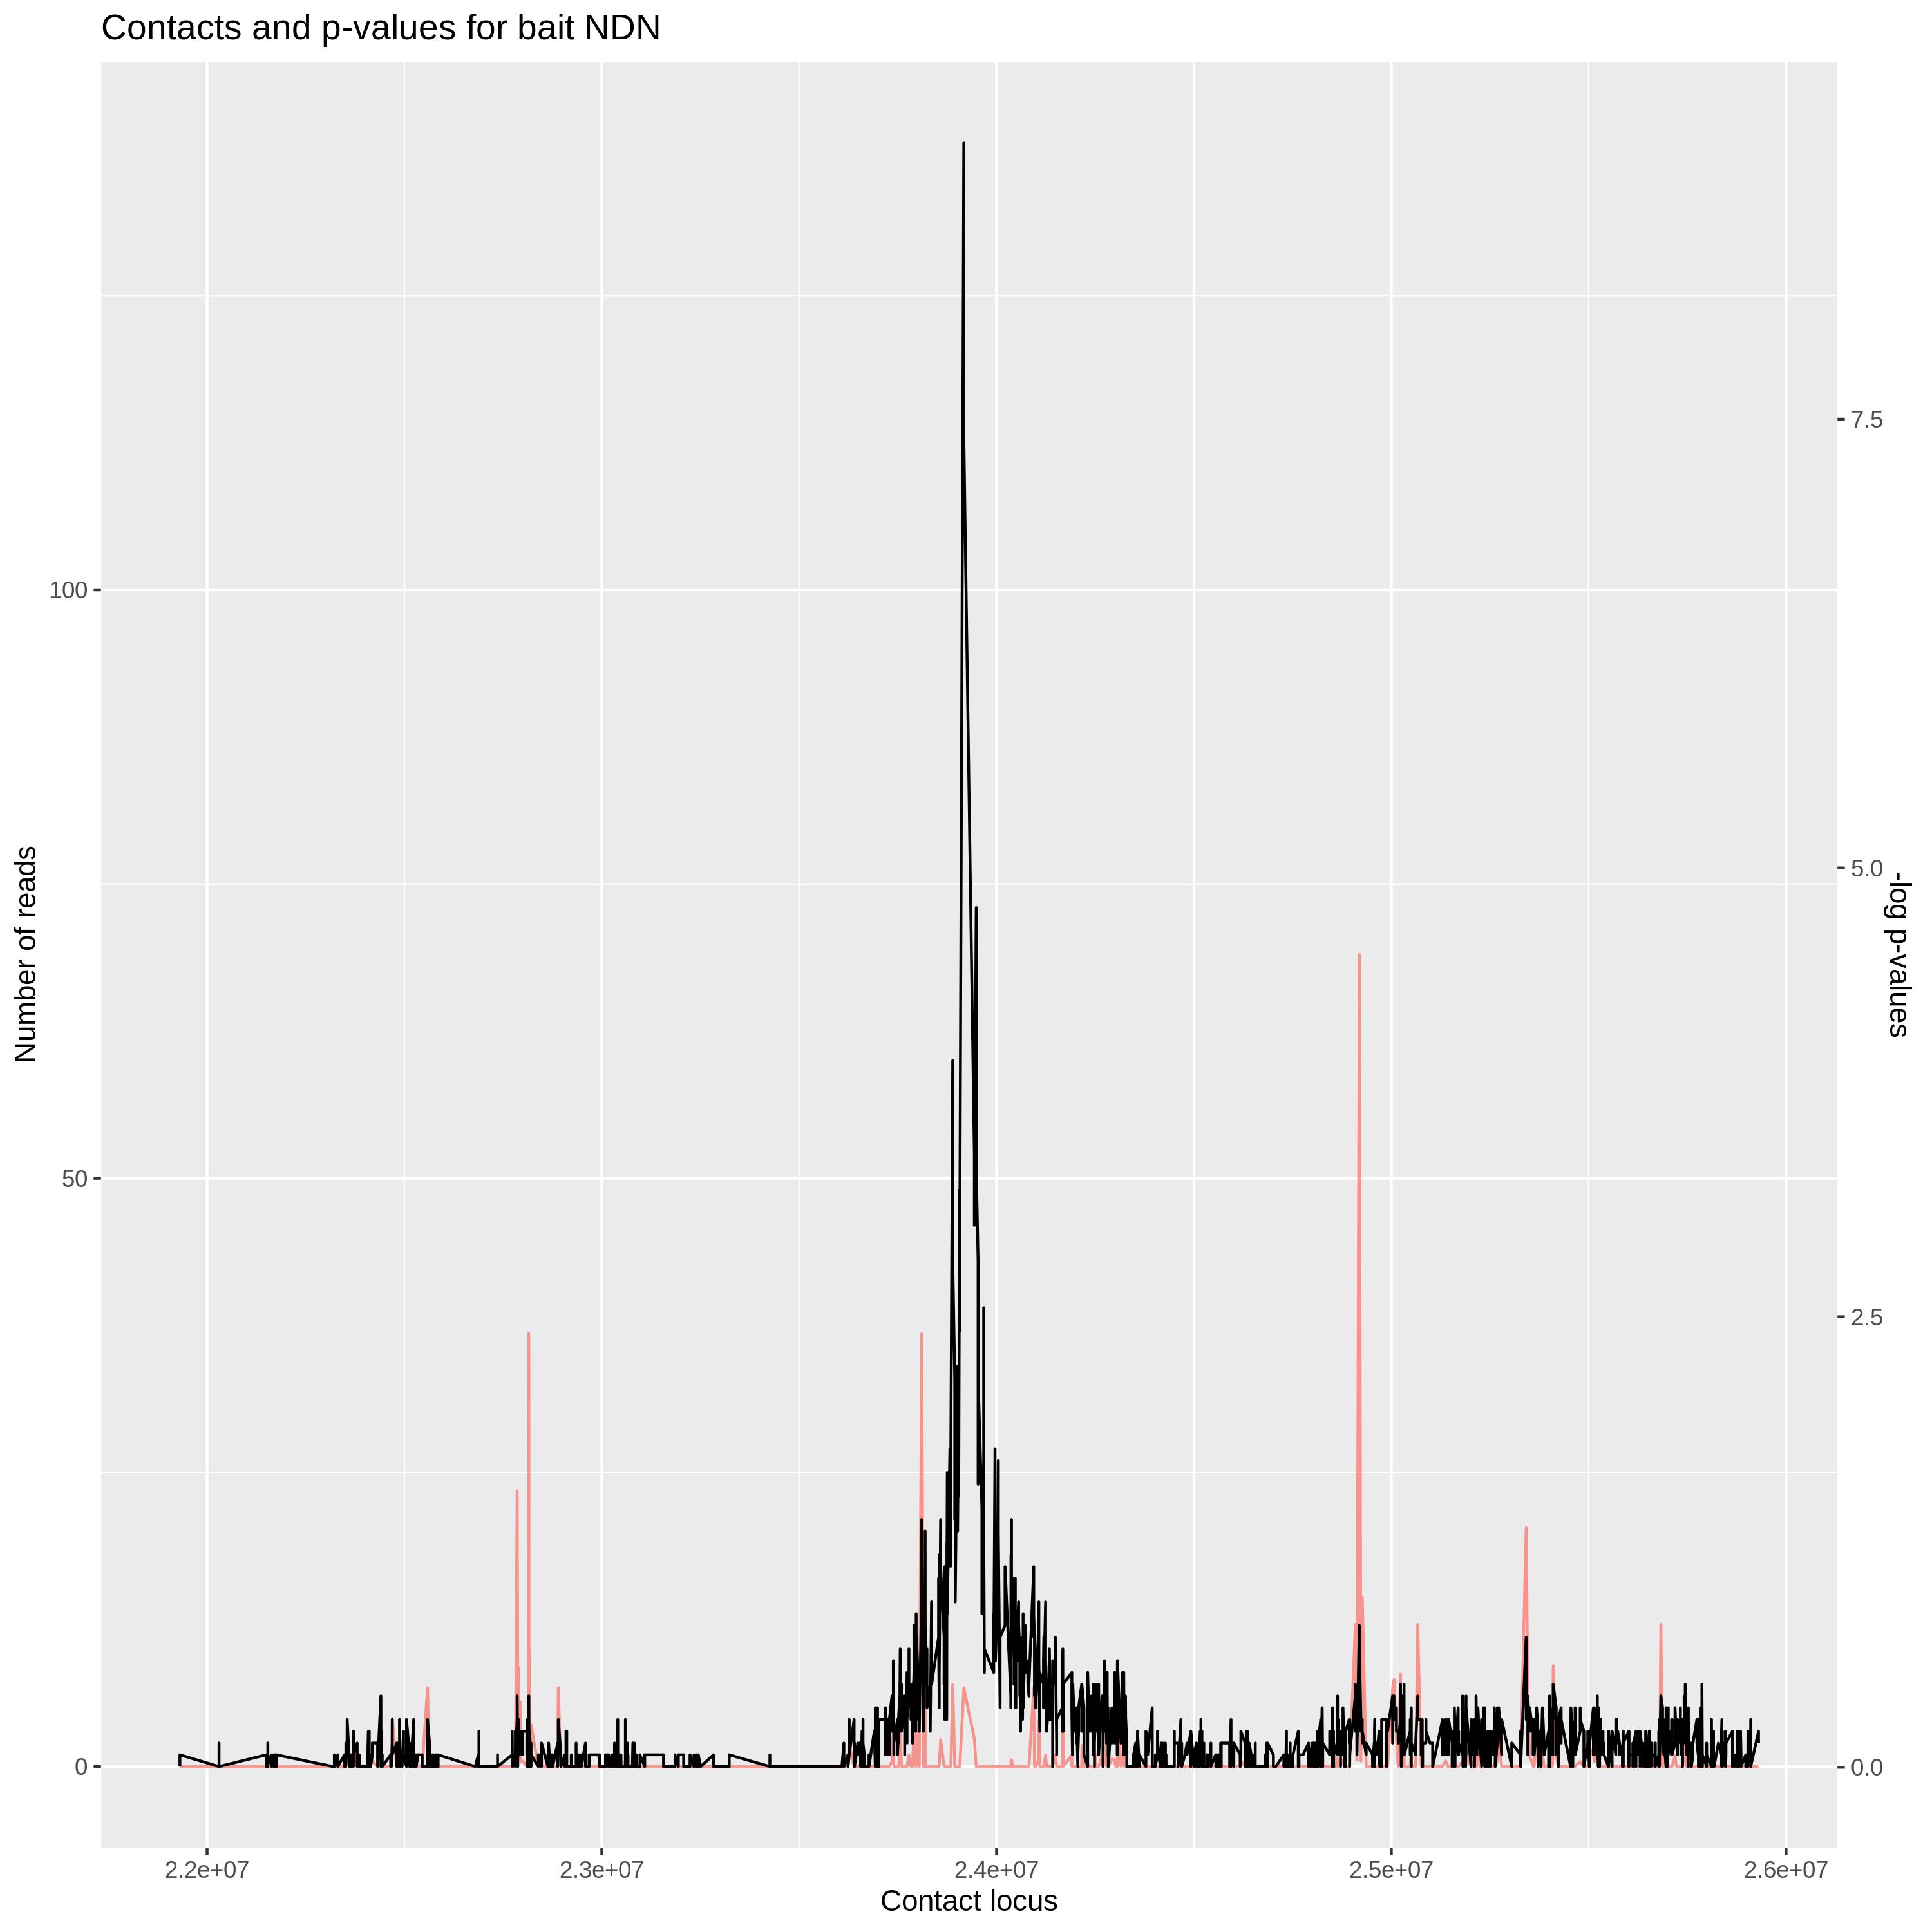 Contacts and p-values for bait NDN
Number of reads
100
50
0
7.5
5.0
2.5
0.0
-log p-values
2.2e+07 2.3e+07 2.4e+07 2.5e+07 2.6e+07
Contact locus